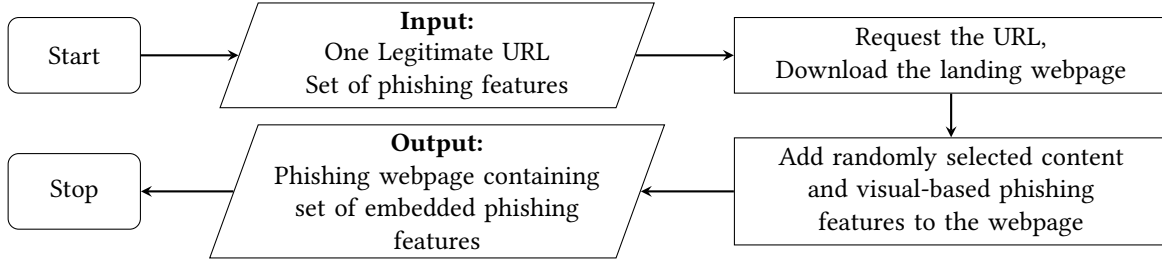 Start
Input:
One Legitimate URL
Set of phishing features
Request the URL,
Download the landing webpage
Add randomly selected content
and visual-based phishing
features to the webpage
Output:
Phishing webpage containing
set of embedded phishing
features
Stop